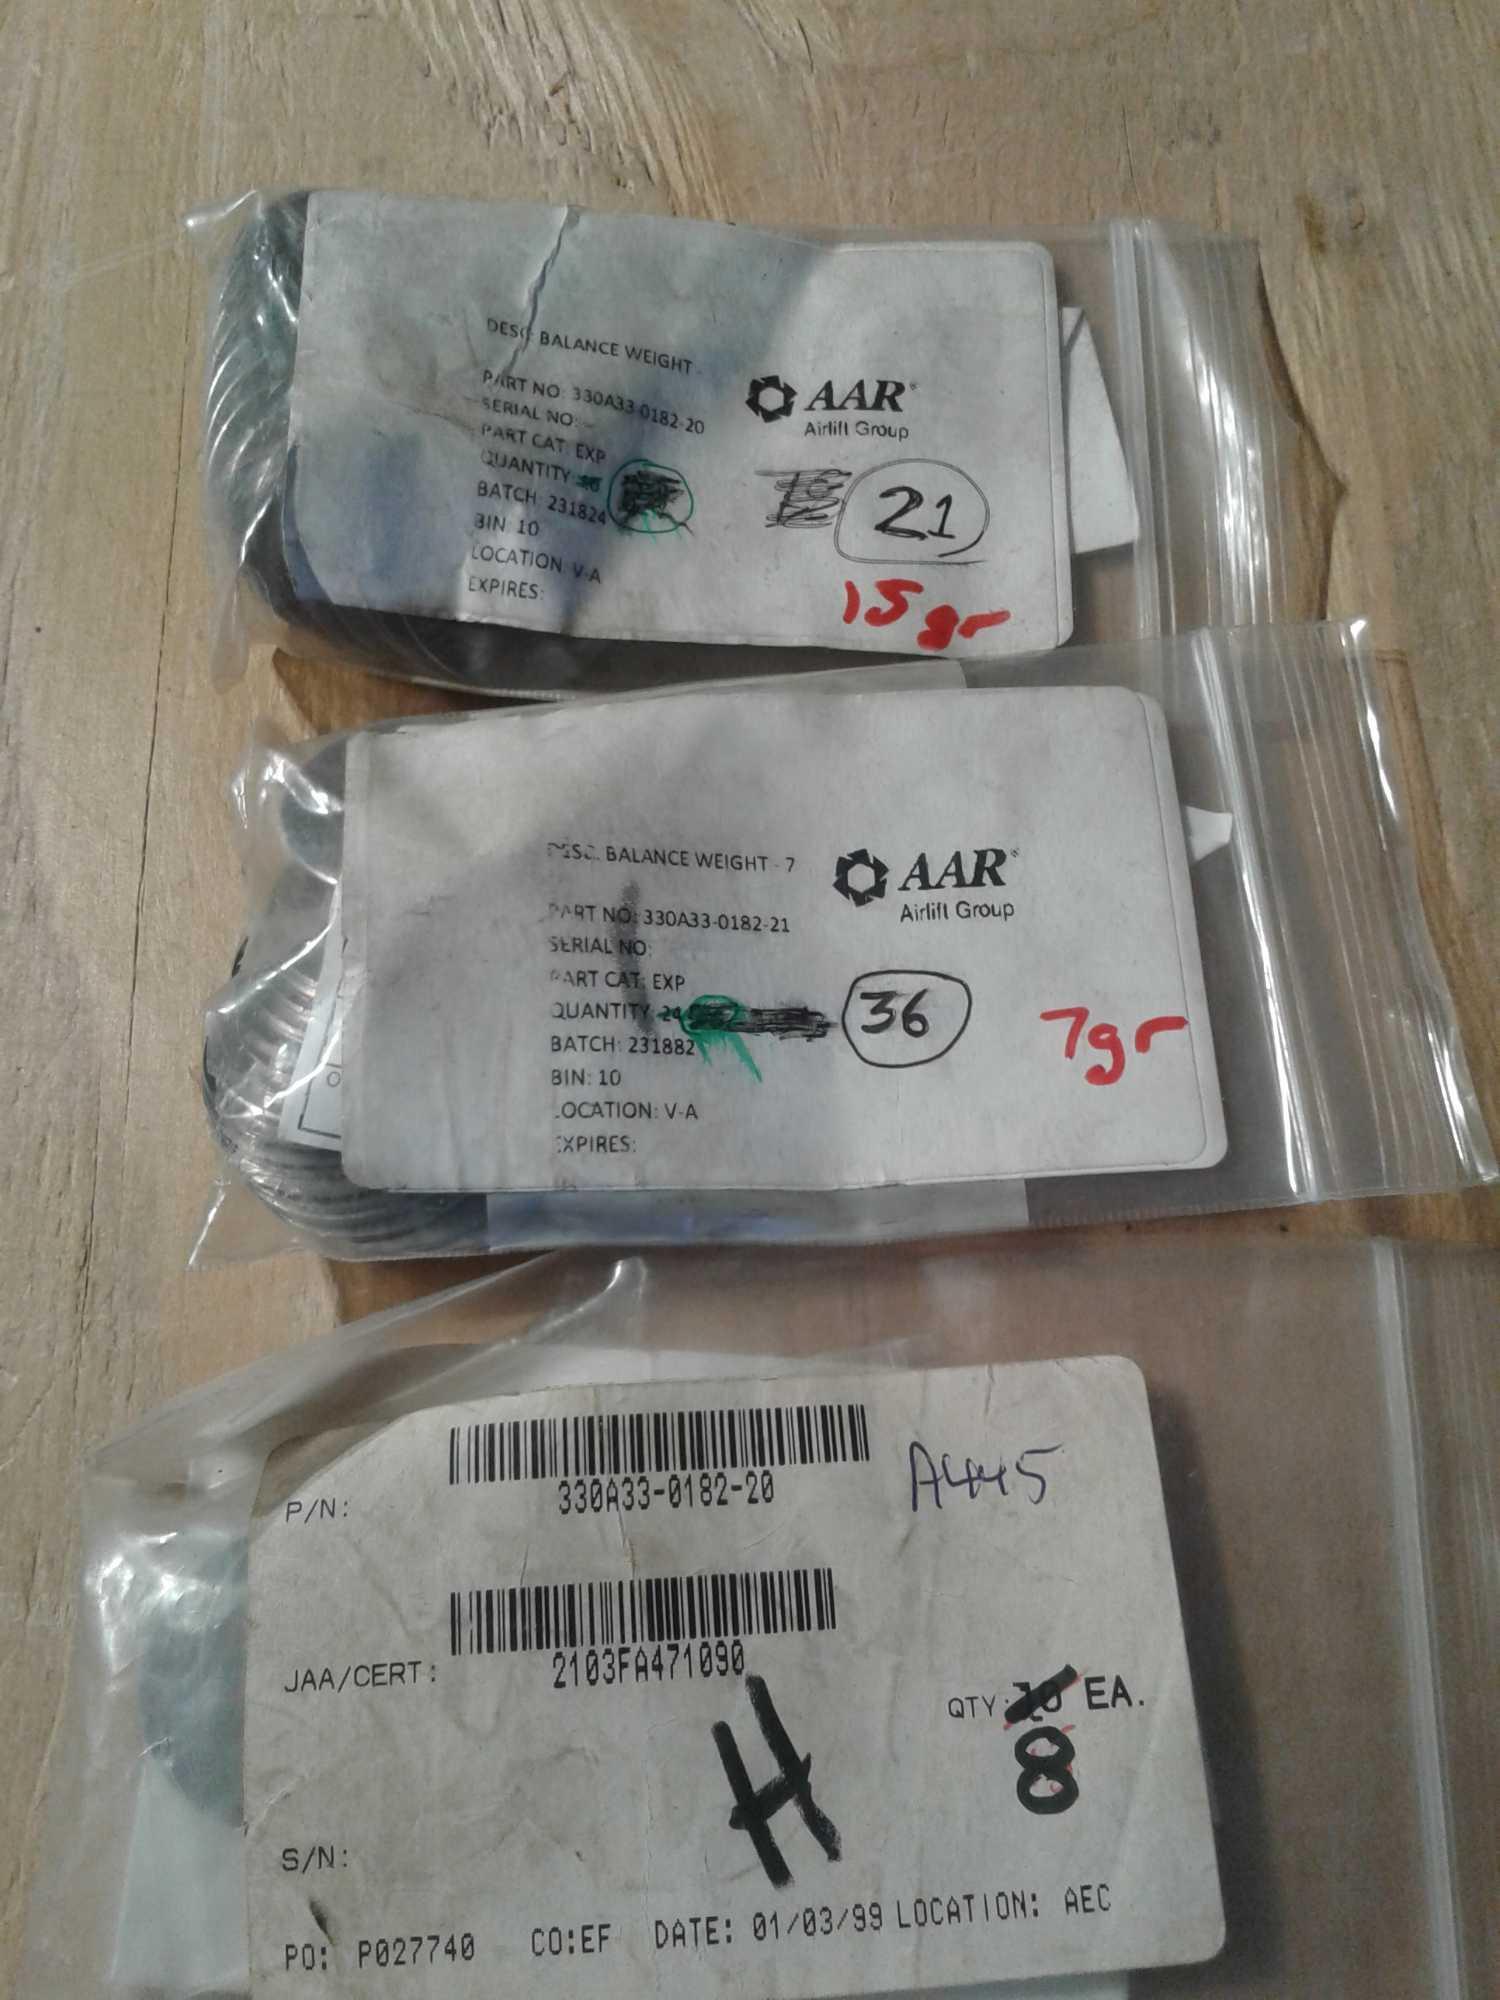 DESC: BALANCE WEIGHT -
PART NO: 330A33-0182-20
SERIAL NO: -
PART CAT: EXP
QUANTITY
BATCH: 231824
BIN: 10
LOCATION: V-A
EXPIRES:
AAR®
Airlift Group
21
15gr
DESC: BALANCE WEIGHT - 7
PART NO: 330A33-0182-21
SERIAL NO:
PART CAT: EXP
QUANTITY 24
BATCH: 231882
BIN: 10
LOCATION: V-A
EXPIRES:
AAR®
Airlift Group
36
7gr
P/N: 330A33-0182-20
A445
JAA/CERT: 2103FA471090
QTY: 10 EA.
8
H
S/N:
PO: P027740 CO:EF DATE: 01/03/99 LOCATION: AEC